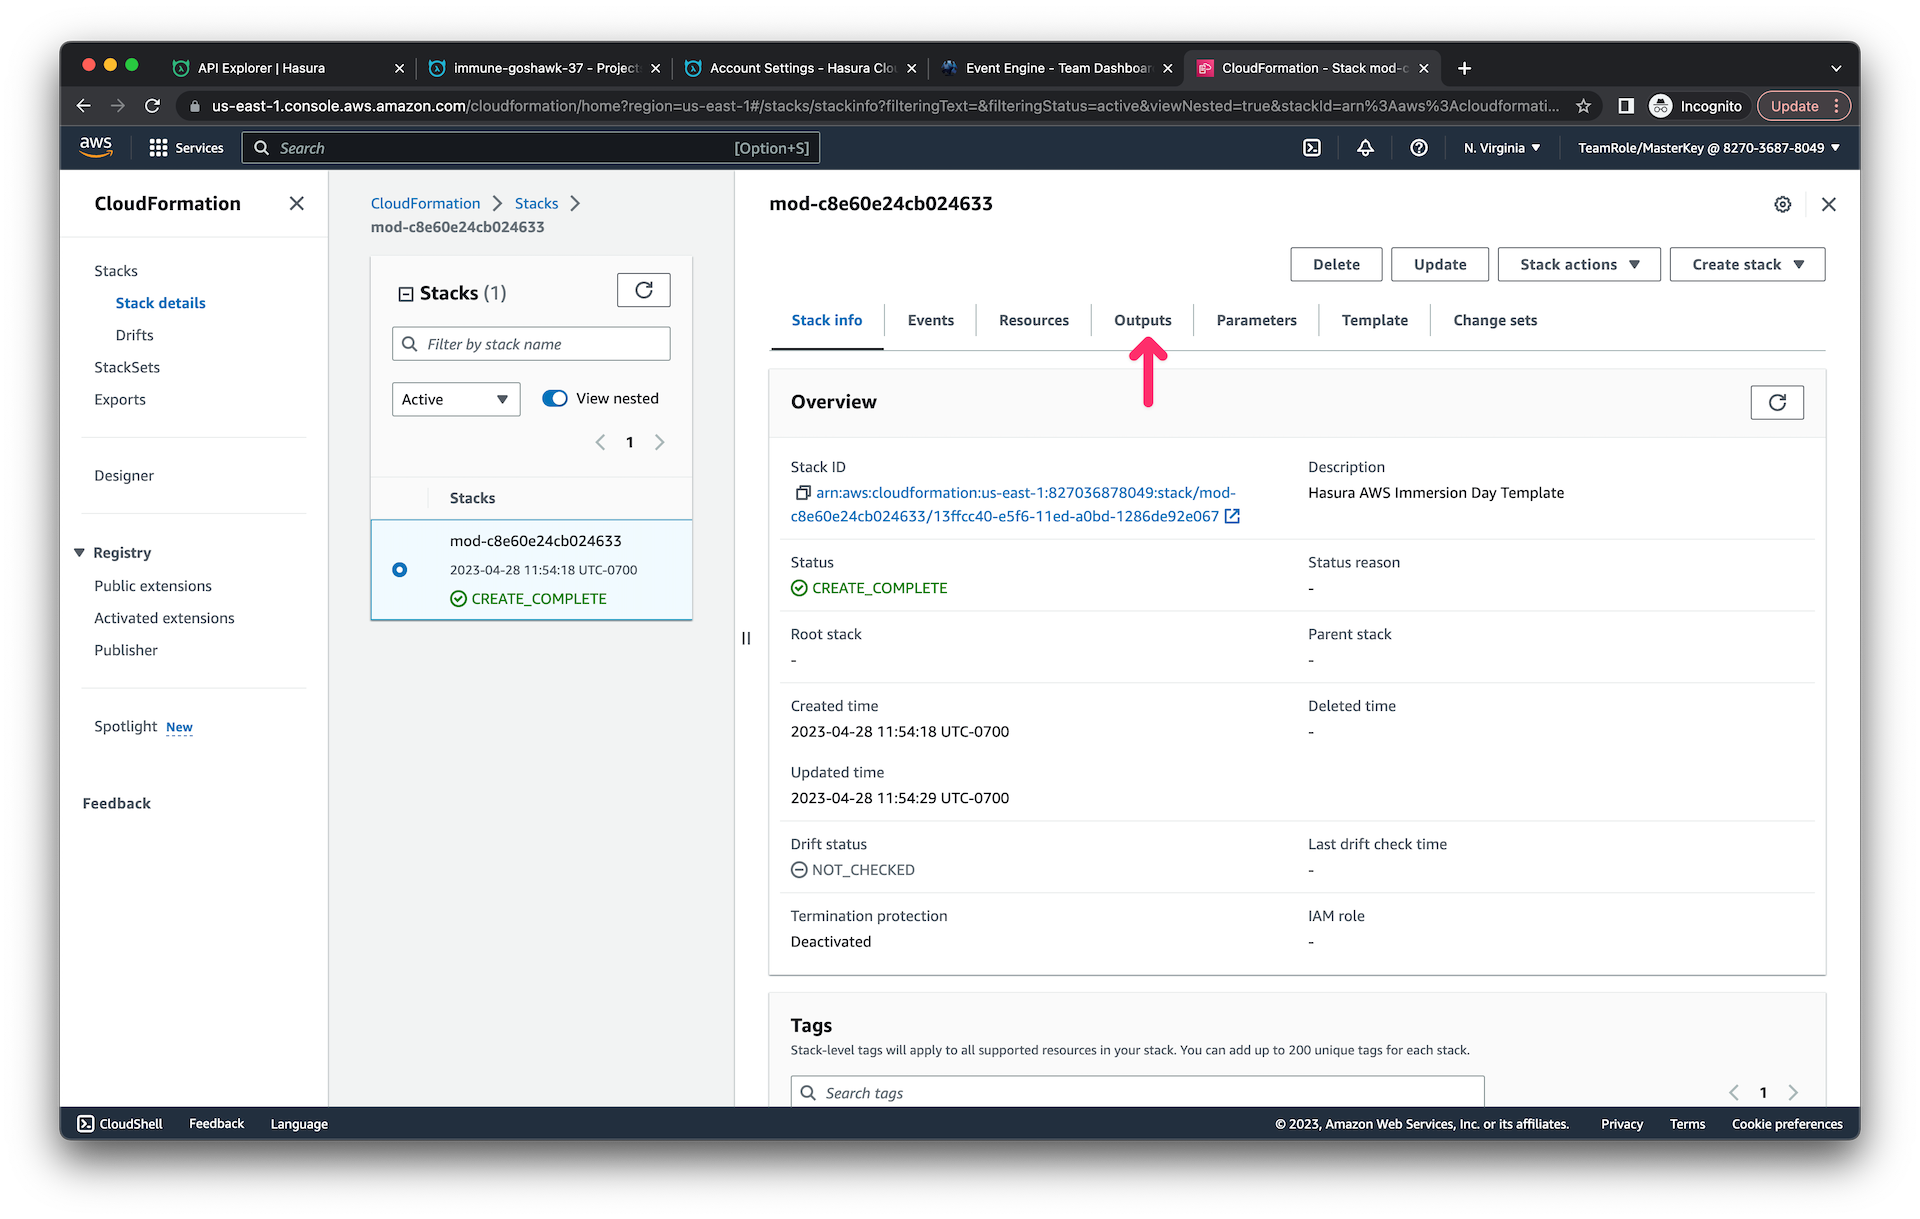 API Explorer | Hasura
immune-goshawk-37 - Project
Account Settings - Hasura Clo
Event Engine - Team Dashboar
CloudFormation - Stack mod-c
us-east-1.console.aws.amazon.com/cloudformation/home?region=us-east-1#/stacks/stackinfo?filteringText=&filteringStatus=active&viewNested=true&stackId=arn%3Aaws%3Acloudformati...
Incognito
Update
aws
Services
Search
[Option+S]
N. Virginia
TeamRole/MasterKey @ 8270-3687-8049
CloudFormation
Stacks
Stack details
Drifts
StackSets
Exports
Designer
Registry
Public extensions
Activated extensions
Publisher
Spotlight New
Feedback
CloudFormation
Stacks
mod-c8e60e24cb024633
Stacks (1)
Filter by stack name
Active
View nested
1
Stacks
mod-c8e60e24cb024633
2023-04-28 11:54:18 UTC-0700
CREATE_COMPLETE
mod-c8e60e24cb024633
Delete
Update
Stack actions
Create stack
Stack info
Events
Resources
Outputs
Parameters
Template
Change sets
Overview
Stack ID
arn:aws:cloudformation:us-east-1:827036878049:stack/mod-
c8e60e24cb024633/13ffcc40-e5f6-11ed-a0bd-1286de92e067
Description
Hasura AWS Immersion Day Template
Status
CREATE_COMPLETE
Status reason
-
Root stack
-
Parent stack
-
Created time
2023-04-28 11:54:18 UTC-0700
Deleted time
-
Updated time
2023-04-28 11:54:29 UTC-0700
Drift status
NOT_CHECKED
Last drift check time
-
Termination protection
Deactivated
IAM role
-
Tags
Stack-level tags will apply to all supported resources in your stack. You can add up to 200 unique tags for each stack.
Search tags
1
CloudShell
Feedback
Language
© 2023, Amazon Web Services, Inc. or its affiliates.
Privacy
Terms
Cookie preferences